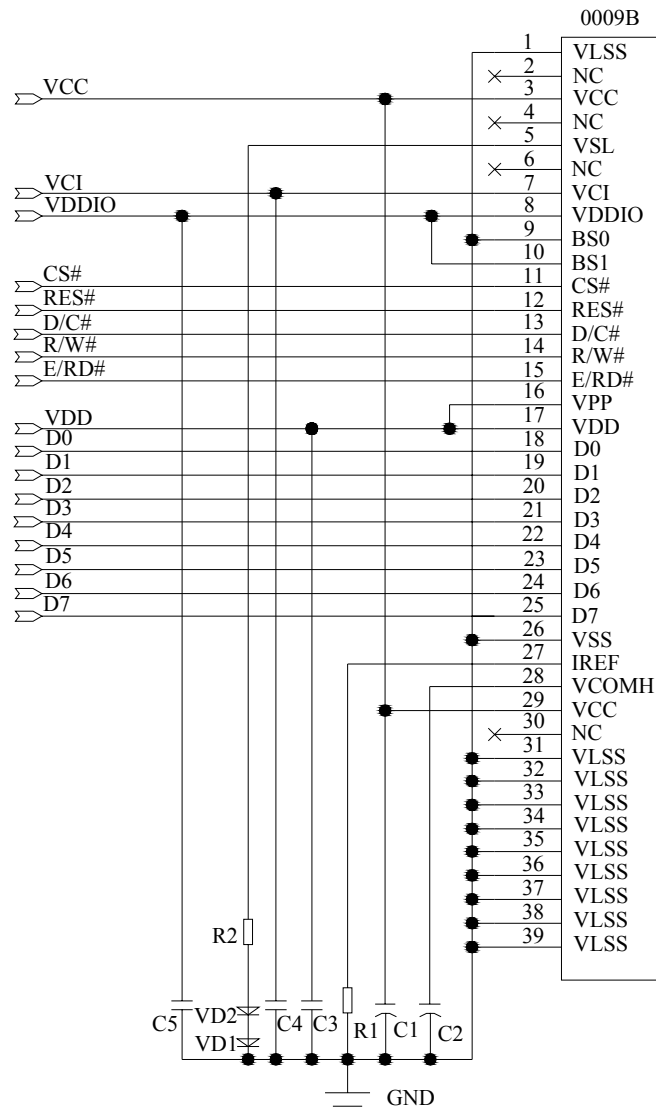 0009B
1 VLSS
2 NC
VCC 3 VCC
4 NC
5 VSL
6 NC
VCI 7 VCI
VDDIO 8 VDDIO
9 BS0
10 BS1
CS# 11 CS#
RES# 12 RES#
D/C# 13 D/C#
R/W# 14 R/W#
E/RD# 15 E/RD#
16 VPP
VDD 17 VDD
D0 18 D0
D1 19 D1
D2 20 D2
D3 21 D3
D4 22 D4
D5 23 D5
D6 24 D6
D7 25 D7
26 VSS
27 IREF
28 VCOMH
29 VCC
30 NC
31 VLSS
32 VLSS
33 VLSS
34 VLSS
35 VLSS
36 VLSS
37 VLSS
38 VLSS
39 VLSS
R2
C5 VD2 C4 C3 R1 C1 C2
VD1
GND